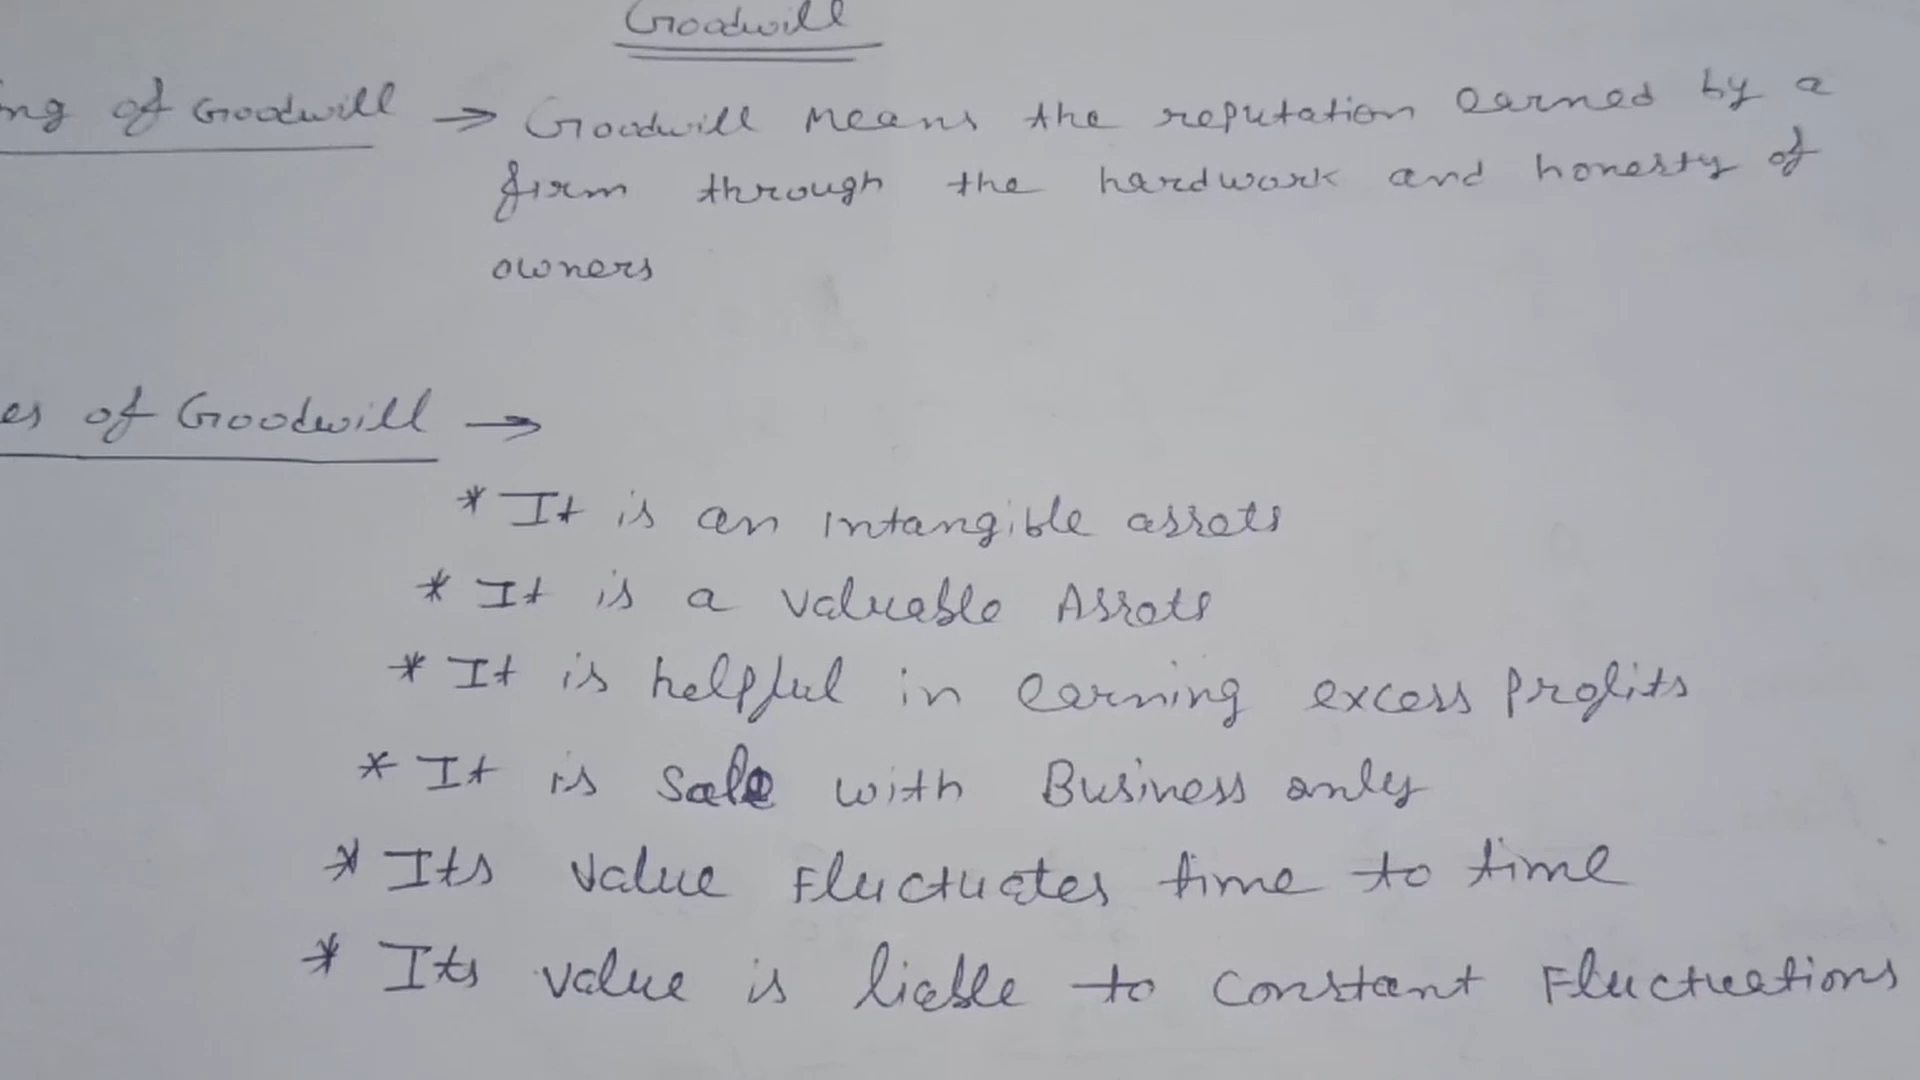 Goodwill
ng of Goodwill → Goodwill means the reputation earned by a
firm through the hardwork and honesty of
owners
es of Goodwill →
* It is an intangible assets
* It is a valuable Assets
* It is helpful in earning excess profits
* It is sale with Business only
* Its value Fluctuates time to time
* Its value is liable to constant Fluctuations